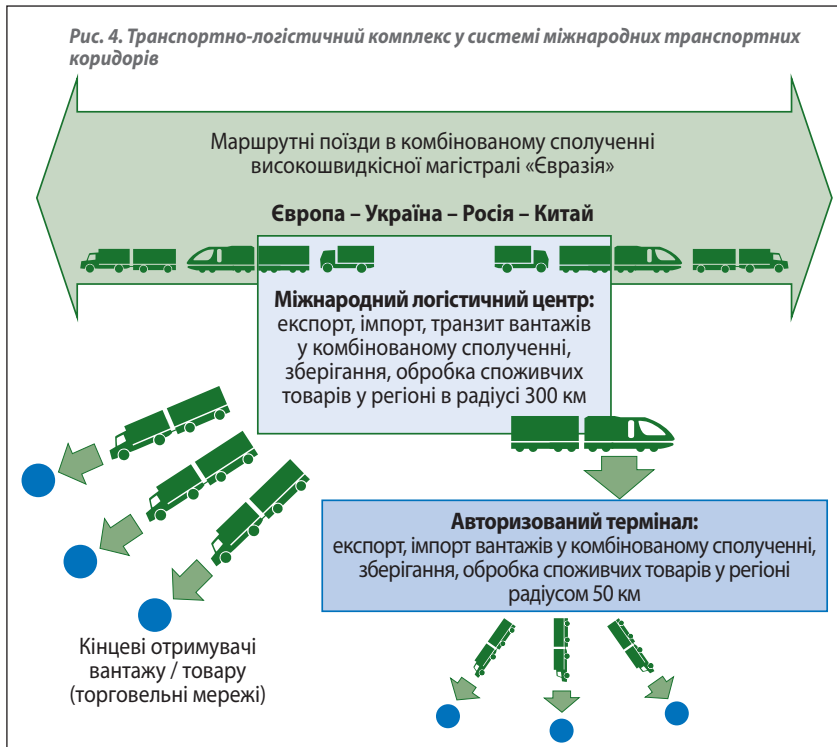 Рис. 4. Транспортно-логістичний комплекс у системі міжнародних транспортних
коридорів
Маршрутні поїзди в комбінованому сполученні
високошвидкісної магістралі «Євразія»
Європа – Україна – Росія – Китай
Міжнародний логістичний центр:
експорт, імпорт, транзит вантажів
у комбінованому сполученні,
зберігання, обробка споживчих
товарів у регіоні в радіусі 300 км
Авторизований термінал:
експорт, імпорт вантажів у комбінованому сполученні,
зберігання, обробка споживчих товарів у регіоні
радіусом 50 км
Кінцеві отримувачі
вантажу / товару
(торговельні мережі)